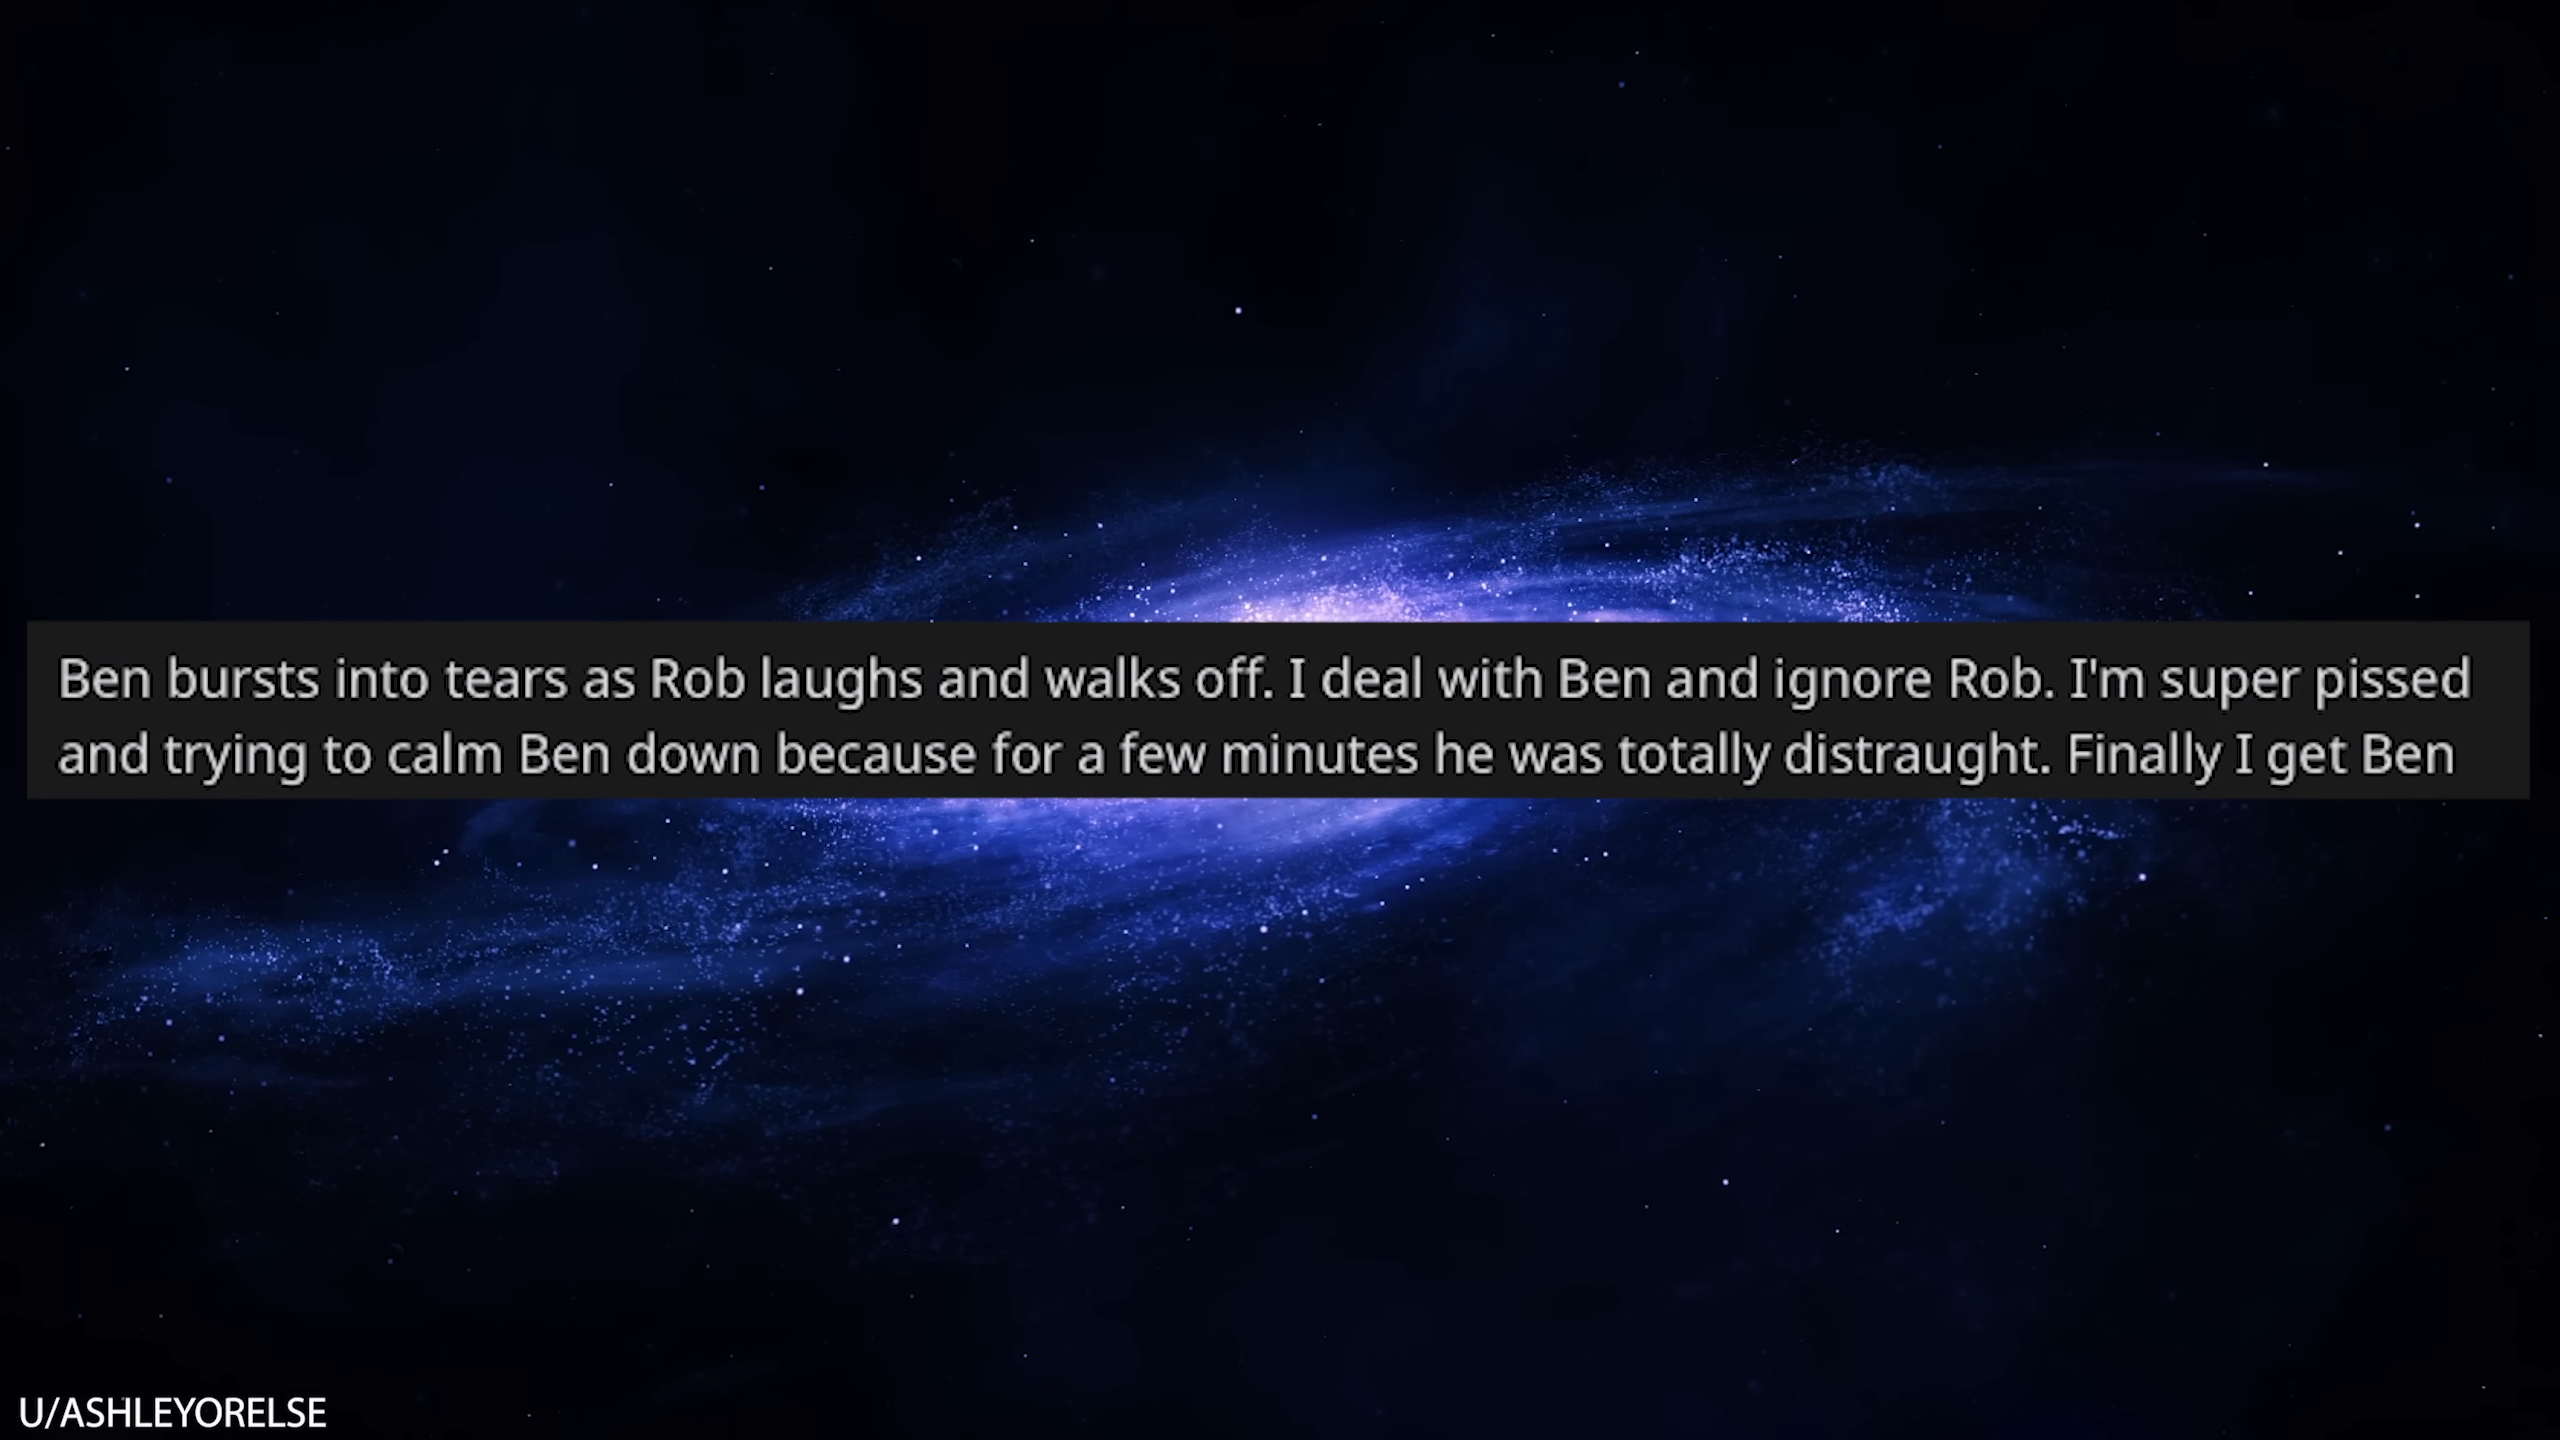 Ben bursts into tears as Rob laughs and walks off. I deal with Ben and ignore Rob. I'm super pissed
and trying to calm Ben down because for a few minutes he was totally distraught. Finally I get Ben
U/ASHLEYORELSE